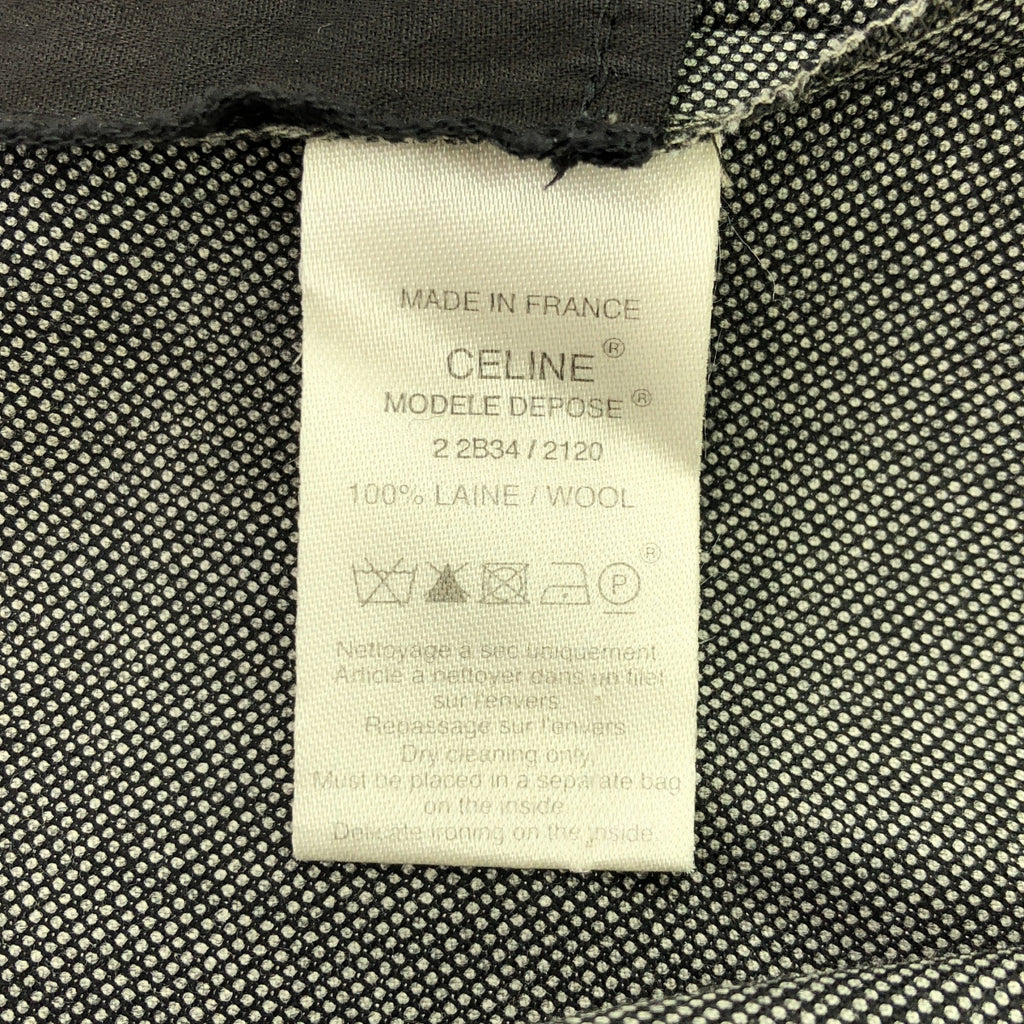 MADE IN FRANCE
CELINE®
MODELE DEPOSE®
2 2B34 / 2120
100% LAINE / WOOL
P ®
Nettoyage a sec uniquement
Article à nettoyer dans un filet
sur l'envers.
Repassage sur l'envers
Dry cleaning only,
Must be placed in a separate bag
on the inside.
Delicate ironing on the inside.